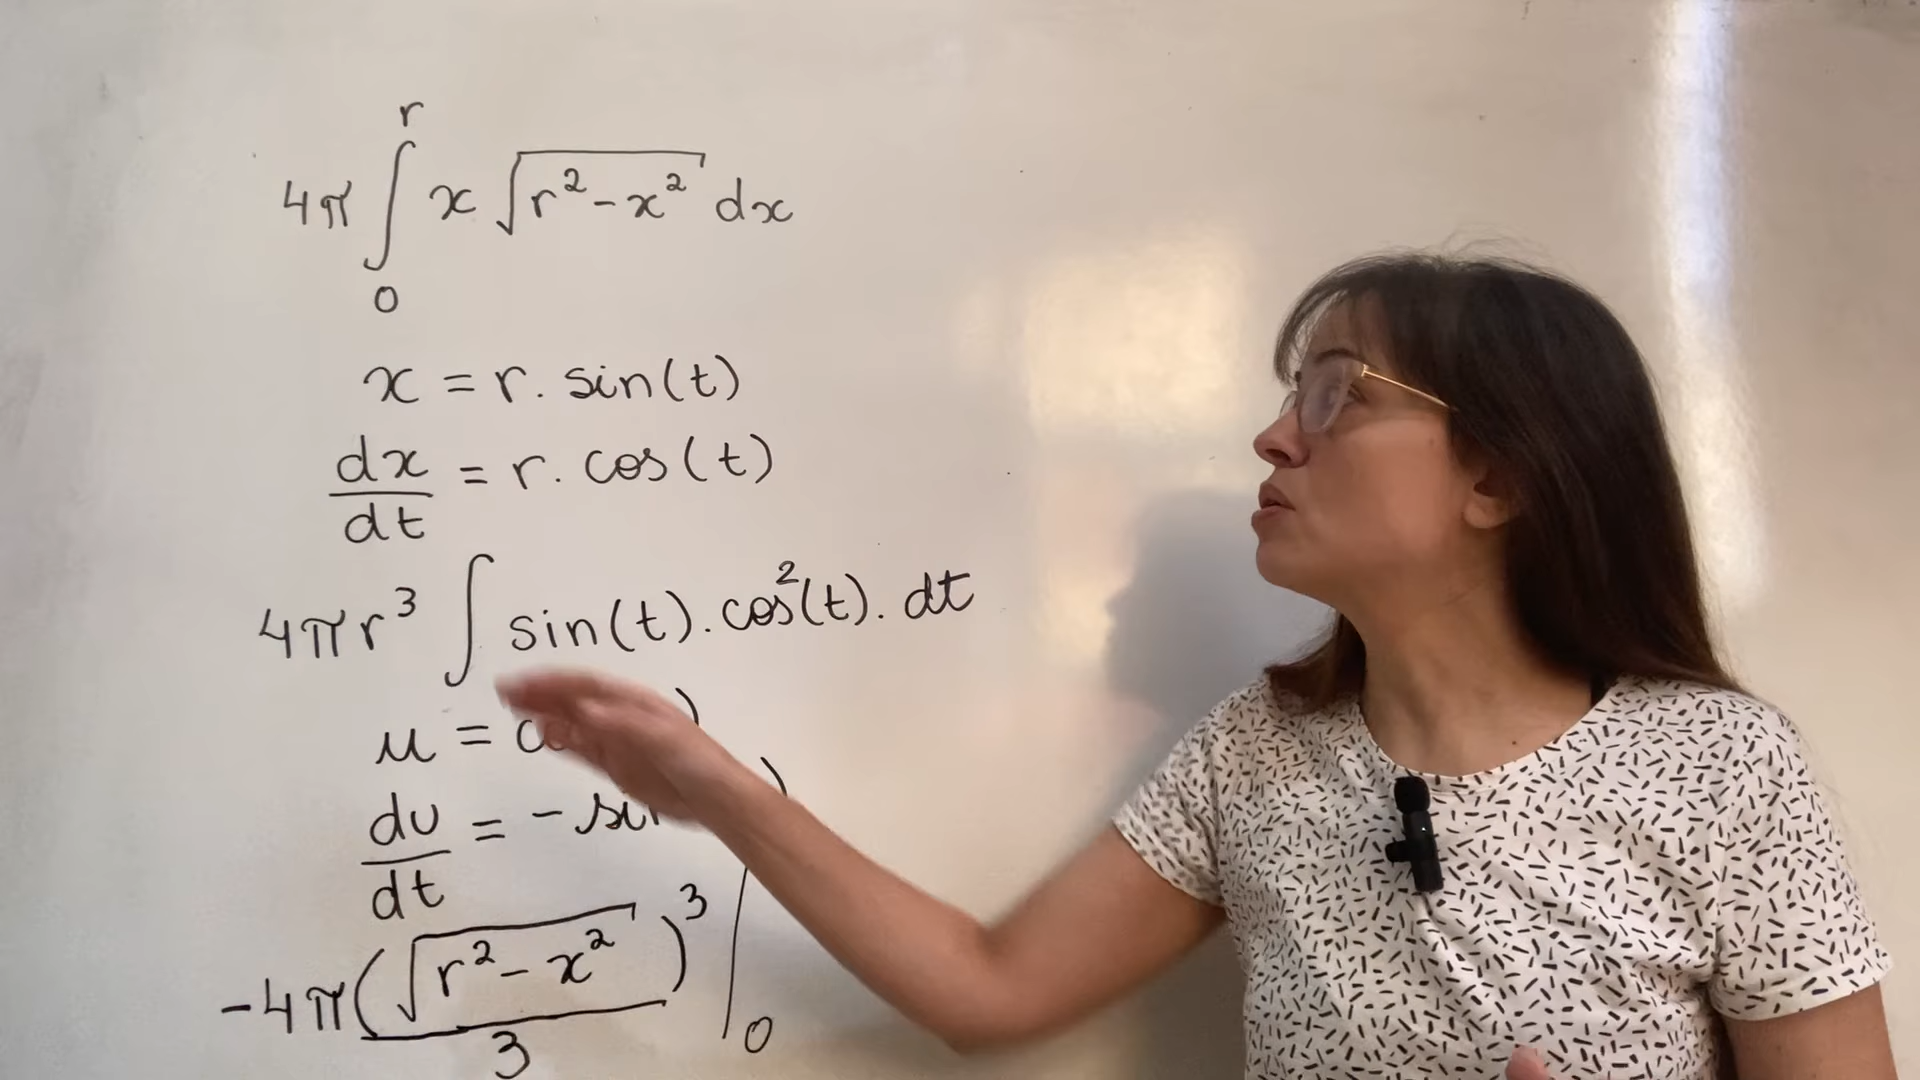 4π ∫₀ʳ x √(r² - x²) dx
x = r. sin(t)
dx/dt = r. cos(t)
4πr³ ∫ sin(t). cos²(t). dt
u =
du/dt = -sin
-4π (√(r² - x²))³/3 |₀